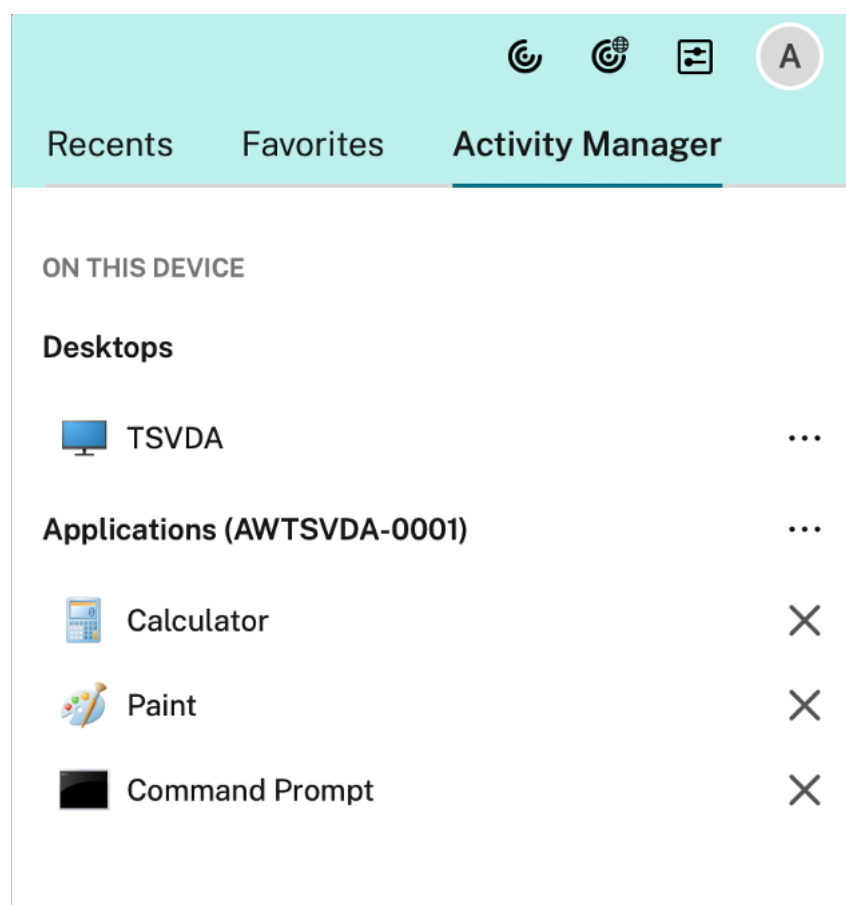 A
Recents Favorites Activity Manager
ON THIS DEVICE
Desktops
TSVDA
Applications (AWTSVDA-0001)
Calculator
Paint
Command Prompt